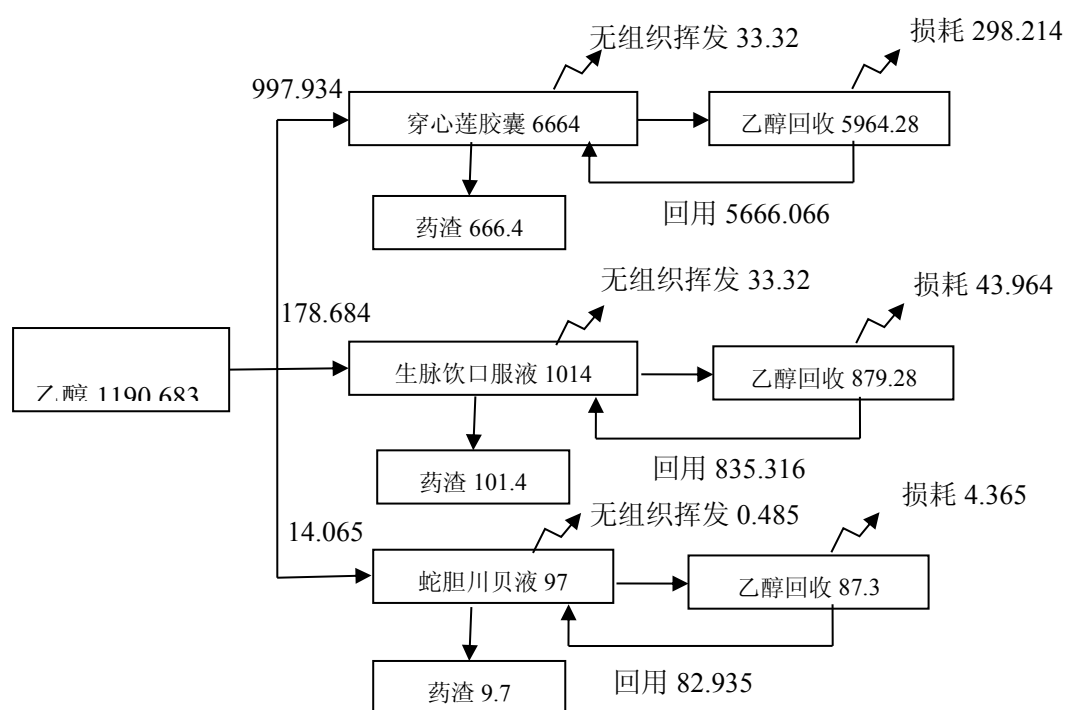 无组织挥发 33.32
损耗 298.214
997.934
穿心莲胶囊 6664
乙醇回收 5964.28
药渣 666.4
回用 5666.066
无组织挥发 33.32
损耗 43.964
178.684
乙醇 1190.683
生脉饮口服液 1014
乙醇回收 879.28
药渣 101.4
回用 835.316
无组织挥发 0.485
损耗 4.365
14.065
蛇胆川贝液 97
乙醇回收 87.3
药渣 9.7
回用 82.935